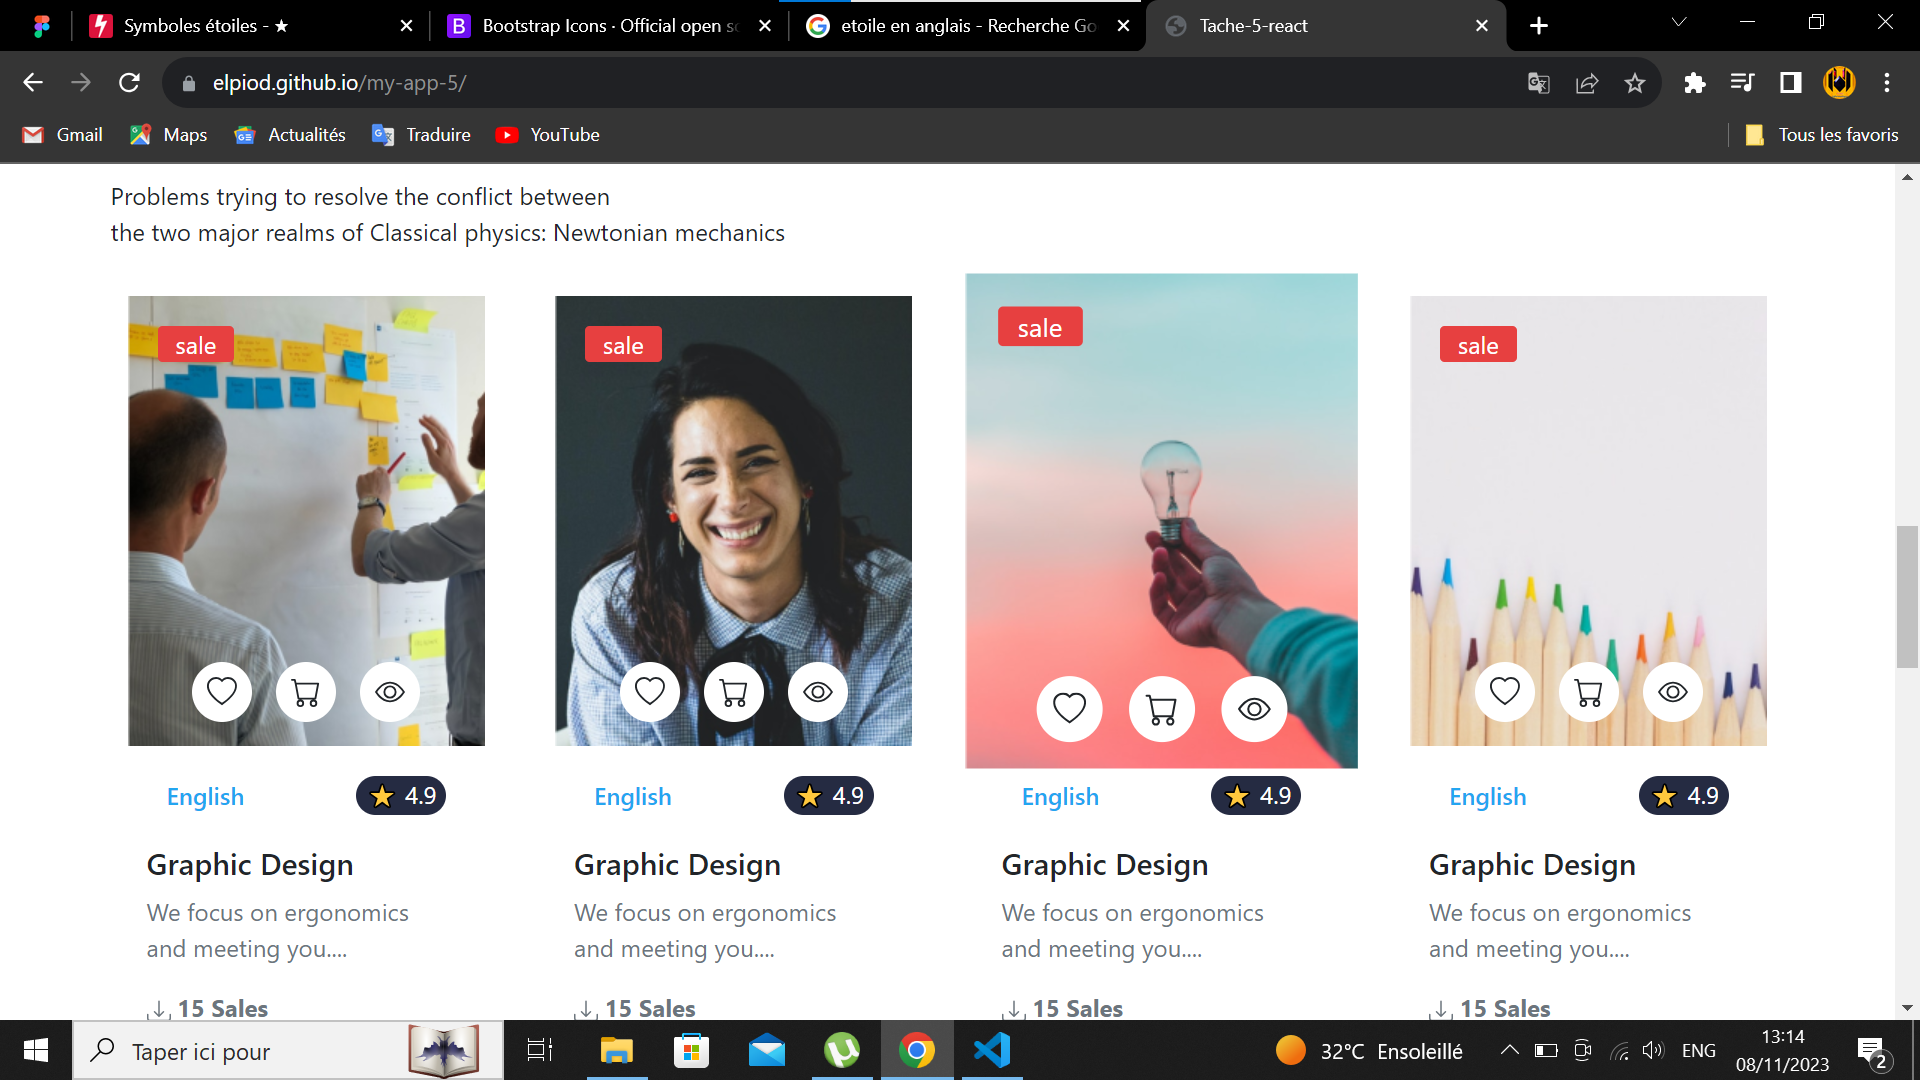 Symboles étoiles - ★
Bootstrap Icons · Official open s
etoile en anglais - Recherche Go
Tache-5-react
elpiod.github.io/my-app-5/
Gmail
Maps
Actualités
Traduire
YouTube
Tous les favoris
Problems trying to resolve the conflict between
the two major realms of Classical physics: Newtonian mechanics
sale
sale
sale
sale
English
4.9
English
4.9
English
4.9
English
4.9
Graphic Design
Graphic Design
Graphic Design
Graphic Design
We focus on ergonomics
and meeting you....
We focus on ergonomics
and meeting you....
We focus on ergonomics
and meeting you....
We focus on ergonomics
and meeting you....
15 Sales
15 Sales
15 Sales
15 Sales
Taper ici pour
32°C Ensoleillé
ENG
13:14
08/11/2023
2